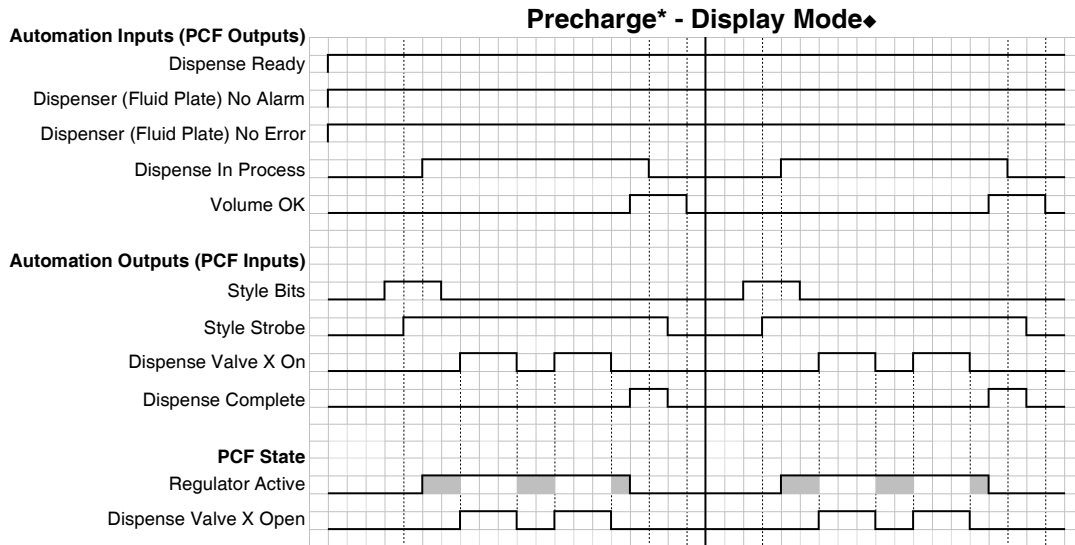 Precharge* - Display Mode◆
Automation Inputs (PCF Outputs)
Dispense Ready
Dispenser (Fluid Plate) No Alarm
Dispenser (Fluid Plate) No Error
Dispense In Process
Volume OK
Automation Outputs (PCF Inputs)
Style Bits
Style Strobe
Dispense Valve X On
Dispense Complete
PCF State
Regulator Active
Dispense Valve X Open